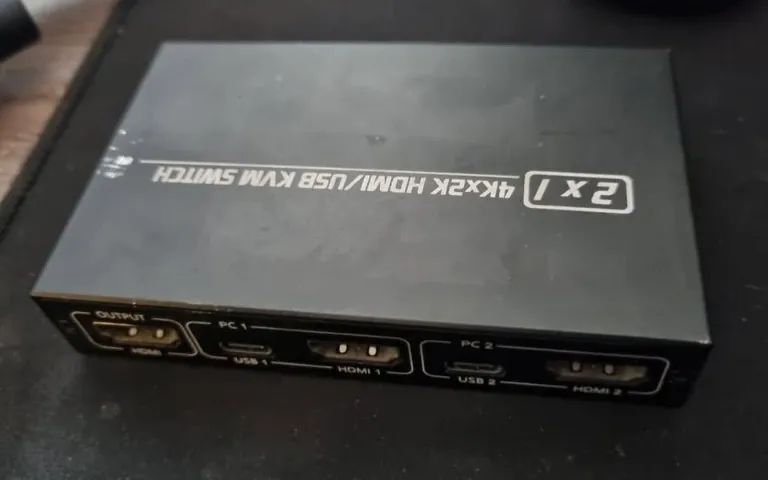 2 x 1 4Kx2K HDMI/USB KVM SWITCH
OUTPUT
HDMI
PC 1
USB 1
HDMI 1
PC 2
USB 2
HDMI 2